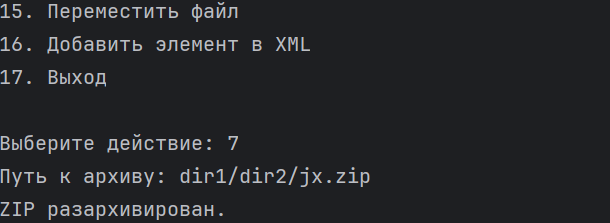 15. Переместить файл
16. Добавить элемент в XML
17. Выход
Выберите действие: 7
Путь к архиву: dir1/dir2/jx.zip
ZIP разархивирован.